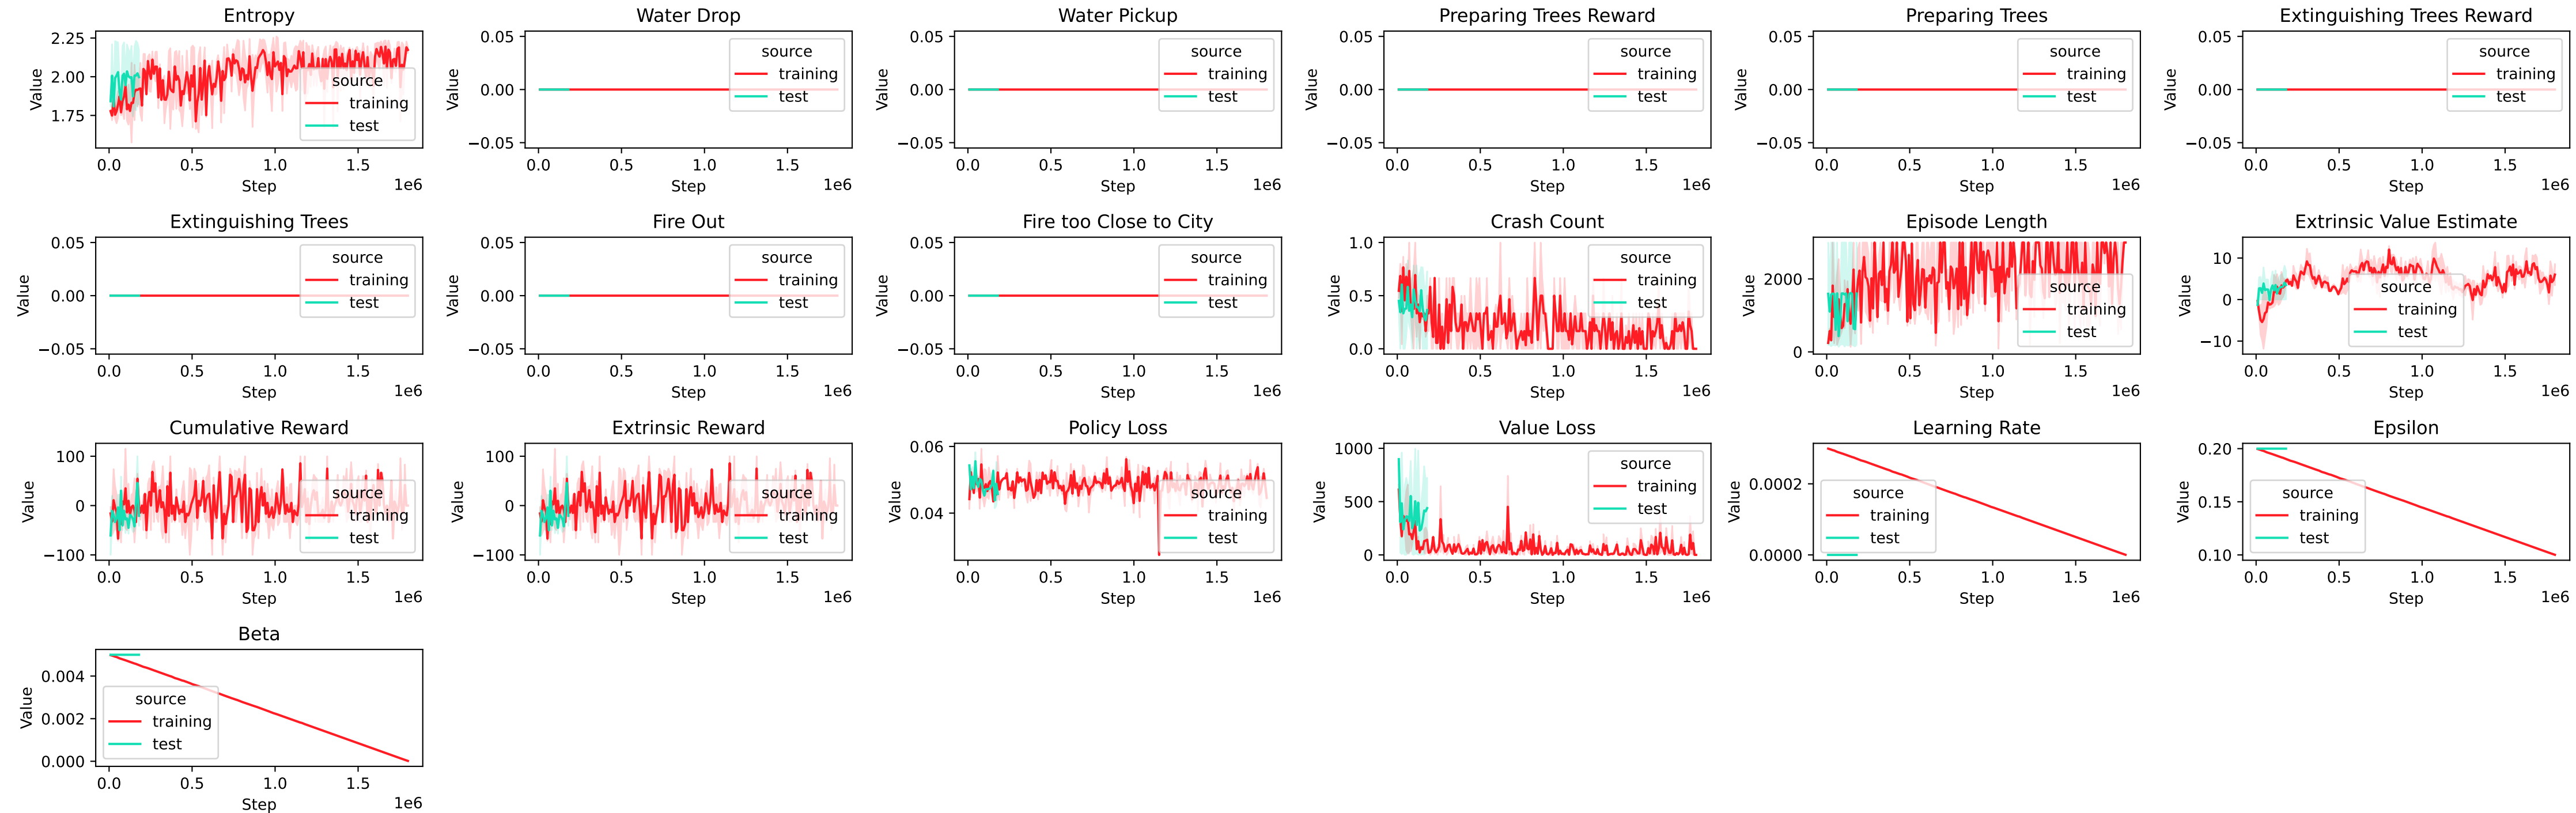 Entropy
Value
2.25
2.00
1.75
source
training
test
0.0 0.5 1.0 1.5
Step
1e6
Water Drop
Value
0.05
0.00
−0.05
source
training
test
0.0 0.5 1.0 1.5
Step
1e6
Water Pickup
Value
0.05
0.00
−0.05
source
training
test
0.0 0.5 1.0 1.5
Step
1e6
Preparing Trees Reward
Value
0.05
0.00
−0.05
source
training
test
0.0 0.5 1.0 1.5
Step
1e6
Preparing Trees
Value
0.05
0.00
−0.05
source
training
test
0.0 0.5 1.0 1.5
Step
1e6
Extinguishing Trees Reward
Value
0.05
0.00
−0.05
source
training
test
0.0 0.5 1.0 1.5
Step
1e6
Extinguishing Trees
Value
0.05
0.00
−0.05
source
training
test
0.0 0.5 1.0 1.5
Step
1e6
Fire Out
Value
0.05
0.00
−0.05
source
training
test
0.0 0.5 1.0 1.5
Step
1e6
Fire too Close to City
Value
0.05
0.00
−0.05
source
training
test
0.0 0.5 1.0 1.5
Step
1e6
Crash Count
Value
1.0
0.5
0.0
source
training
test
0.0 0.5 1.0 1.5
Step
1e6
Episode Length
Value
2000
0
source
training
test
0.0 0.5 1.0 1.5
Step
1e6
Extrinsic Value Estimate
Value
10
0
−10
source
training
test
0.0 0.5 1.0 1.5
Step
1e6
Cumulative Reward
Value
100
0
−100
source
training
test
0.0 0.5 1.0 1.5
Step
1e6
Extrinsic Reward
Value
100
0
−100
source
training
test
0.0 0.5 1.0 1.5
Step
1e6
Policy Loss
Value
0.06
0.04
source
training
test
0.0 0.5 1.0 1.5
Step
1e6
Value Loss
Value
1000
500
0
source
training
test
0.0 0.5 1.0 1.5
Step
1e6
Learning Rate
Value
0.0002
0.0000
source
training
test
0.0 0.5 1.0 1.5
Step
1e6
Epsilon
Value
0.20
0.15
0.10
source
training
test
0.0 0.5 1.0 1.5
Step
1e6
Beta
Value
0.004
0.002
0.000
source
training
test
0.0 0.5 1.0 1.5
Step
1e6